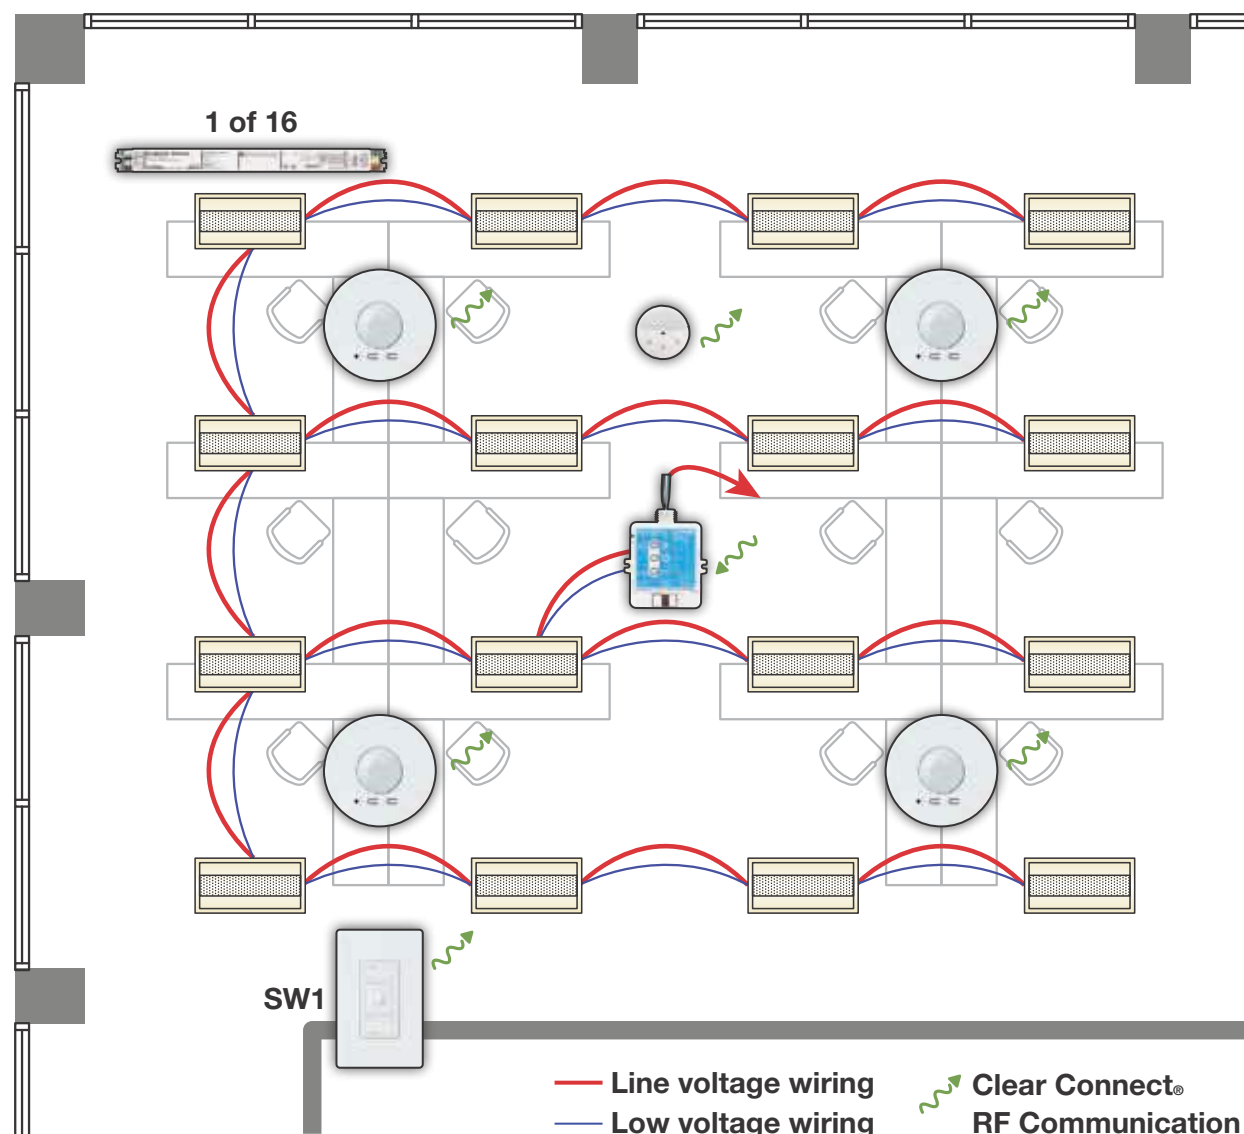 1 of 16
SW1
Line voltage wiring
Clear Connect®
Low voltage wiring
RF Communication